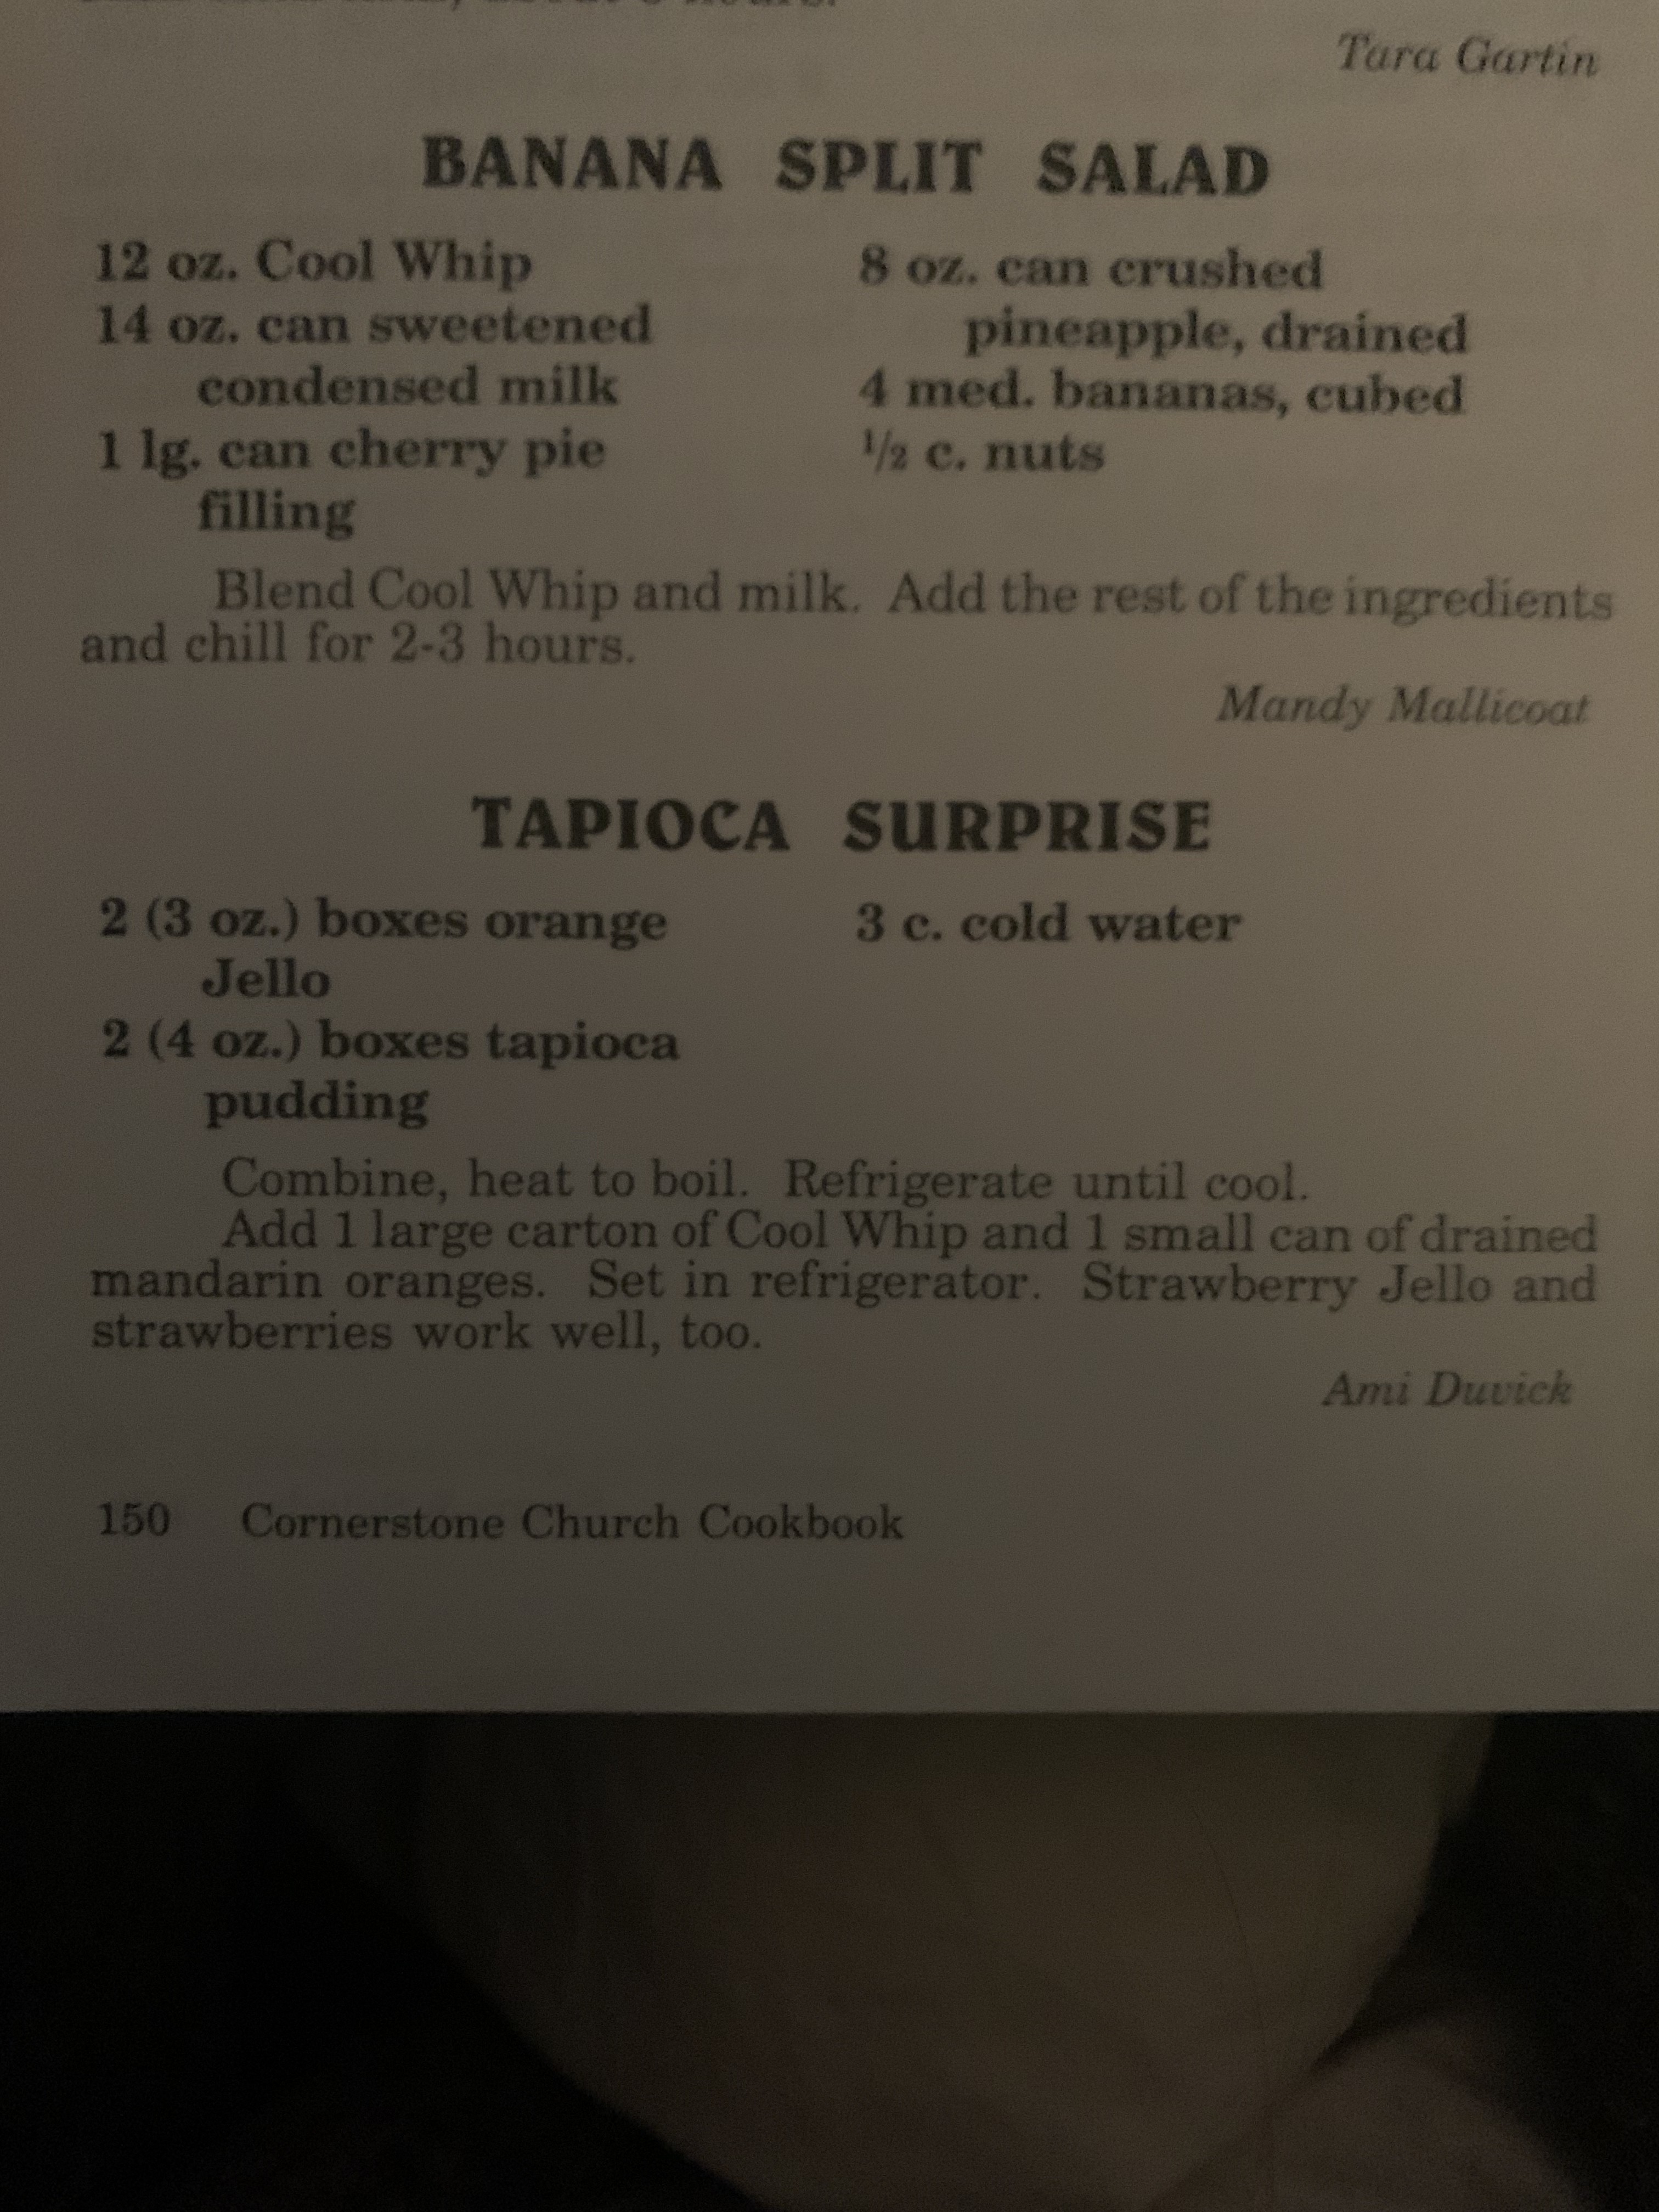 Tara Gartin
BANANA SPLIT SALAD
12 oz. Cool Whip
14 oz. can sweetened
condensed milk
1 lg. can cherry pie
filling
8 oz. can crushed
pineapple, drained
4 med. bananas, cubed
½ c. nuts
Blend Cool Whip and milk. Add the rest of the ingredients
and chill for 2-3 hours.
Mandy Mallicoat
TAPIOCA SURPRISE
2 (3 oz.) boxes orange
Jello
2 (4 oz.) boxes tapioca
pudding
3 c. cold water
Combine, heat to boil. Refrigerate until cool.
Add 1 large carton of Cool Whip and 1 small can of drained
mandarin oranges. Set in refrigerator. Strawberry Jello and
strawberries work well, too.
Ami Duvick
150 Cornerstone Church Cookbook